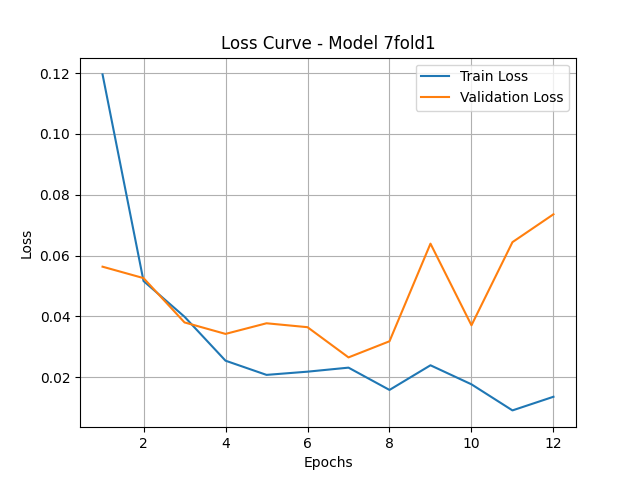 Loss Curve - Model 7fold1
Train Loss
Validation Loss
0.12
0.10
0.08
0.06
0.04
0.02
Loss
2 4 6 8 10 12
Epochs